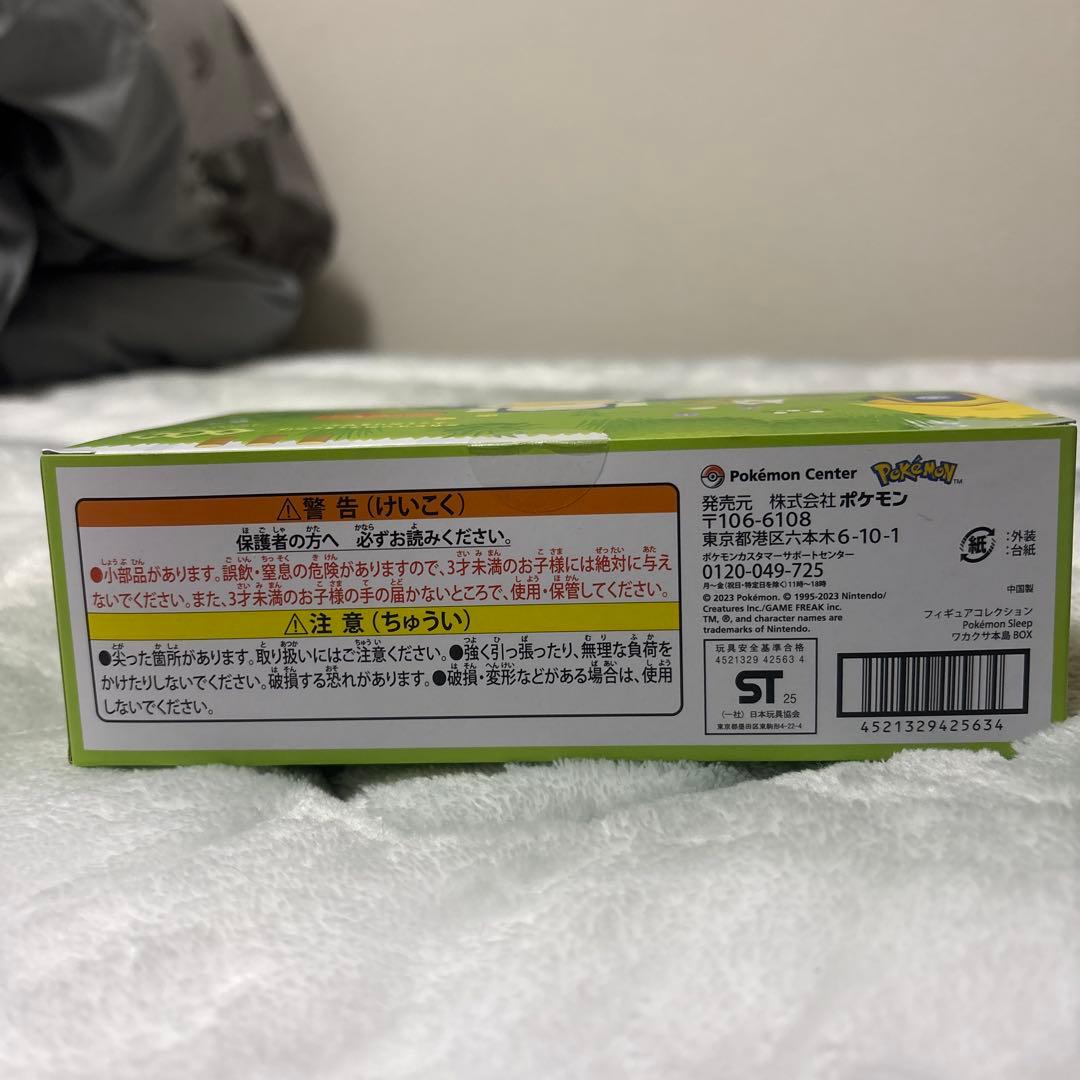 ⚠警告(けいこく)
保護者の方へ 必ずお読みください。
●小部品があります。誤飲・窒息の危険がありますので、3才未満のお子様には絶対に与え
ないでください。また、3才未満のお子様の手の届かないところで、使用・保管してください。
⚠注意(ちゅうい)
●尖った箇所があります。取り扱いにはご注意ください。●強く引っ張ったり、無理な負荷を
かけたりしないでください。破損する恐れがあります。●破損・変形などがある場合は、使用
しないでください。
Pokémon Center POKéMON™
発売元 株式会社ポケモン
〒106-6108
東京都港区六本木6-10-1
ポケモンカスタマーサポートセンター
0120-049-725
月〜金(祝日・特定日を除く)11時〜18時
© 2023 Pokémon. © 1995-2023 Nintendo/
Creatures Inc./GAME FREAK inc.
TM, ®, and character names are
trademarks of Nintendo.
紙
:外装
:台紙
中国製
フィギュアコレクション
Pokémon Sleep
ワカクサ本島 BOX
玩具安全基準合格
4521329 42563 4
ST 25
(一社)日本玩具協会
東京都墨田区東駒形4-22-4
4521329425634